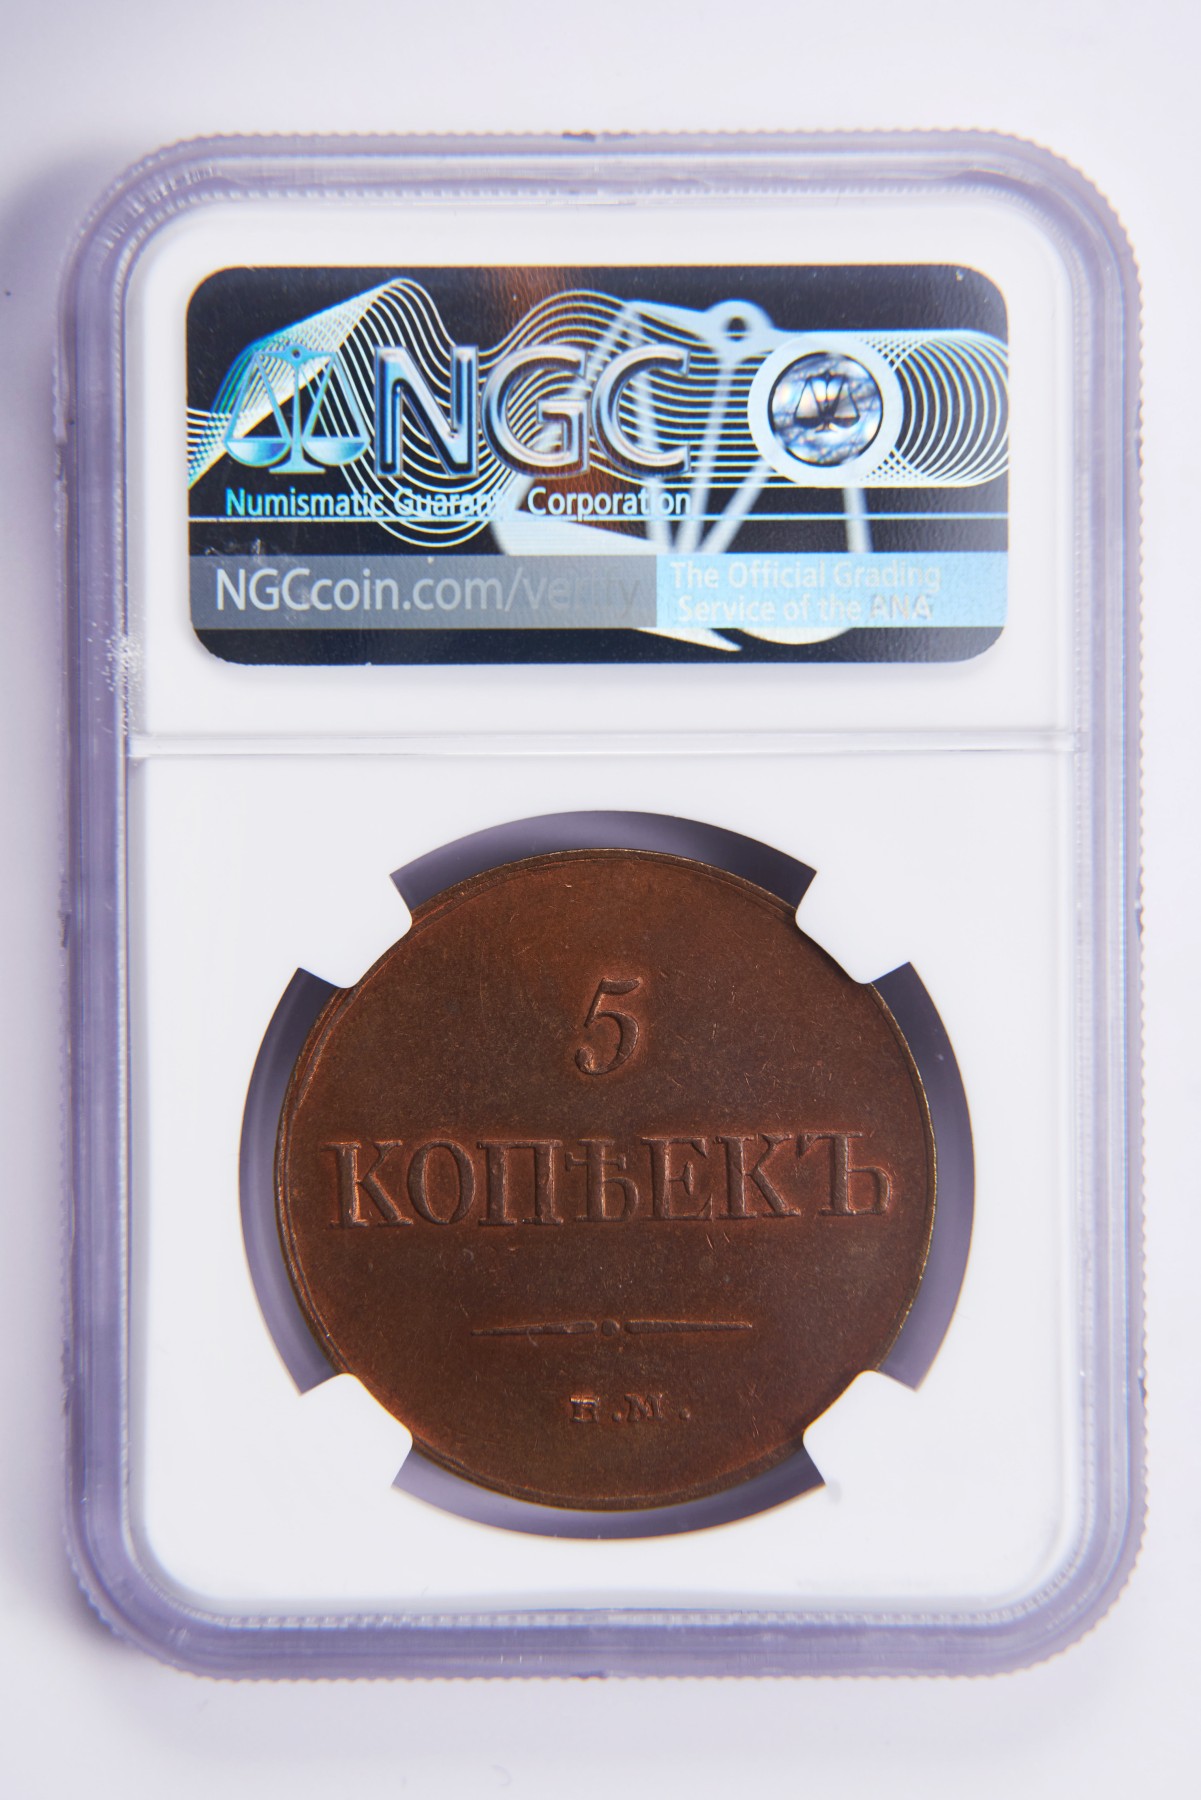 NGC
Numismatic Guaranty Corporation
NGCcoin.com/verify
The Official Grading
Service of the ANA
5
КОПѢЕКЪ
Е.М.